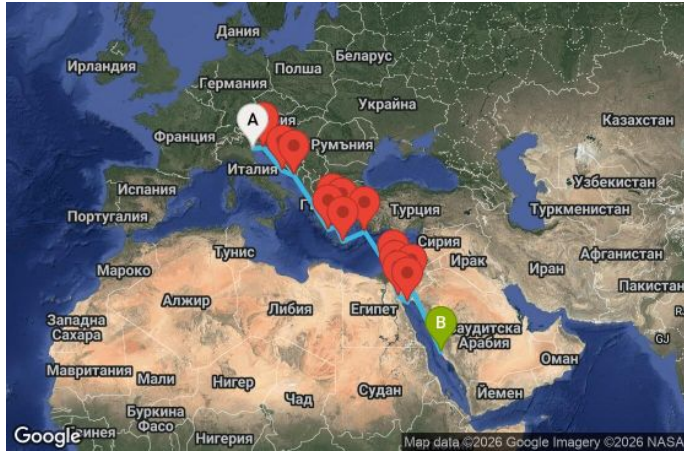 Дания
Беларус
Ирландия
Полша
Германия
Украйна
A
Казахстан
Франция
Румъния
Италия
Узбекистан
Испания
Турция
Туркменистан
Португалия
Сирия
Тунис
Афганистан
Ирак
Иран
Мароко
Пакистан
Алжир
Либия
Египет
Западна
Сахара
B
Арабия
GJ
Оман
Мавритания
Мали
Нигер
Судан
Йемен
Чад
Буркина
Фасо
Нигерия
Google
Map data ©2026 Google Imagery ©2026 NASA